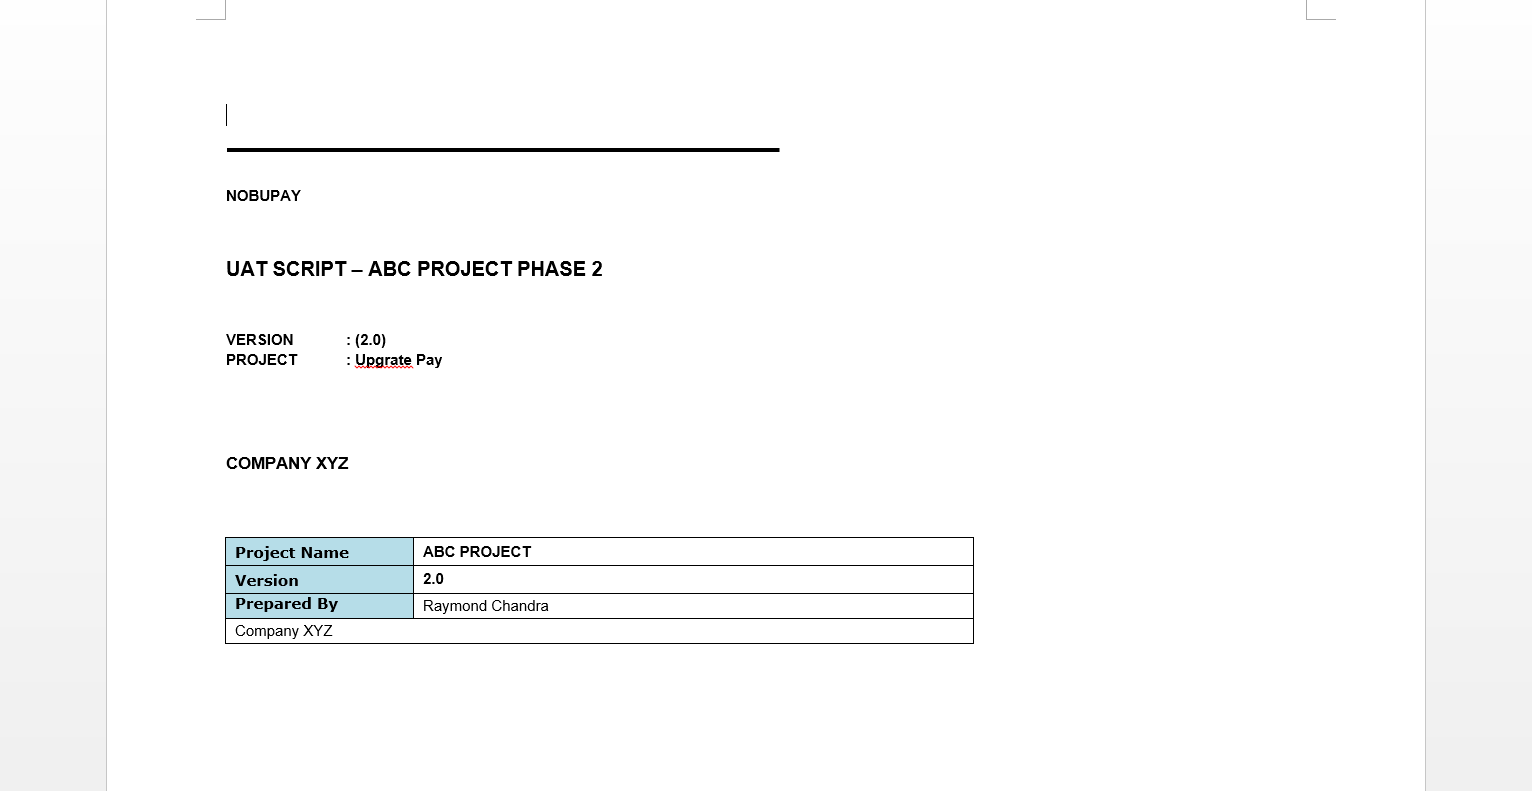 NOBUPAY
UAT SCRIPT – ABC PROJECT PHASE 2
VERSION : (2.0)
PROJECT : Upgrate Pay
COMPANY XYZ
Project Name ABC PROJECT
Version 2.0
Prepared By Raymond Chandra
Company XYZ